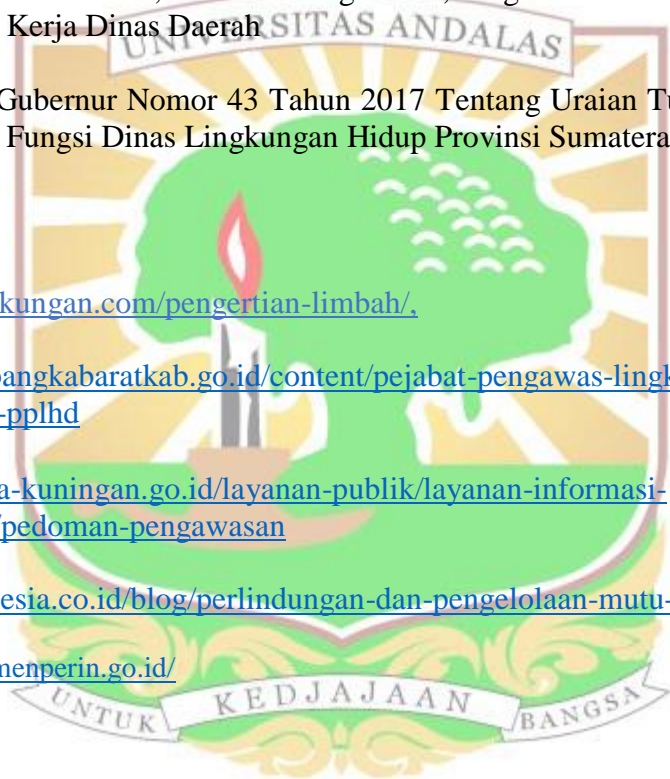 Kerja Dinas Daerah
UNIVERSITAS ANDALAS
Gubernur Nomor 43 Tahun 2017 Tentang Uraian
Fungsi Dinas Lingkungan Hidup Provinsi Sumatera
kungan.com/pengertian-limbah/,
bangkabaratkab.go.id/content/pejabat-pengawas-lingk
-pplhd
a-kuningan.go.id/layanan-publik/layanan-informasi-
/pedoman-pengawasan
esia.co.id/blog/perlindungan-dan-pengelolaan-mutu-
menperin.go.id/
UNTUK KEDJAJAAN BANGSA